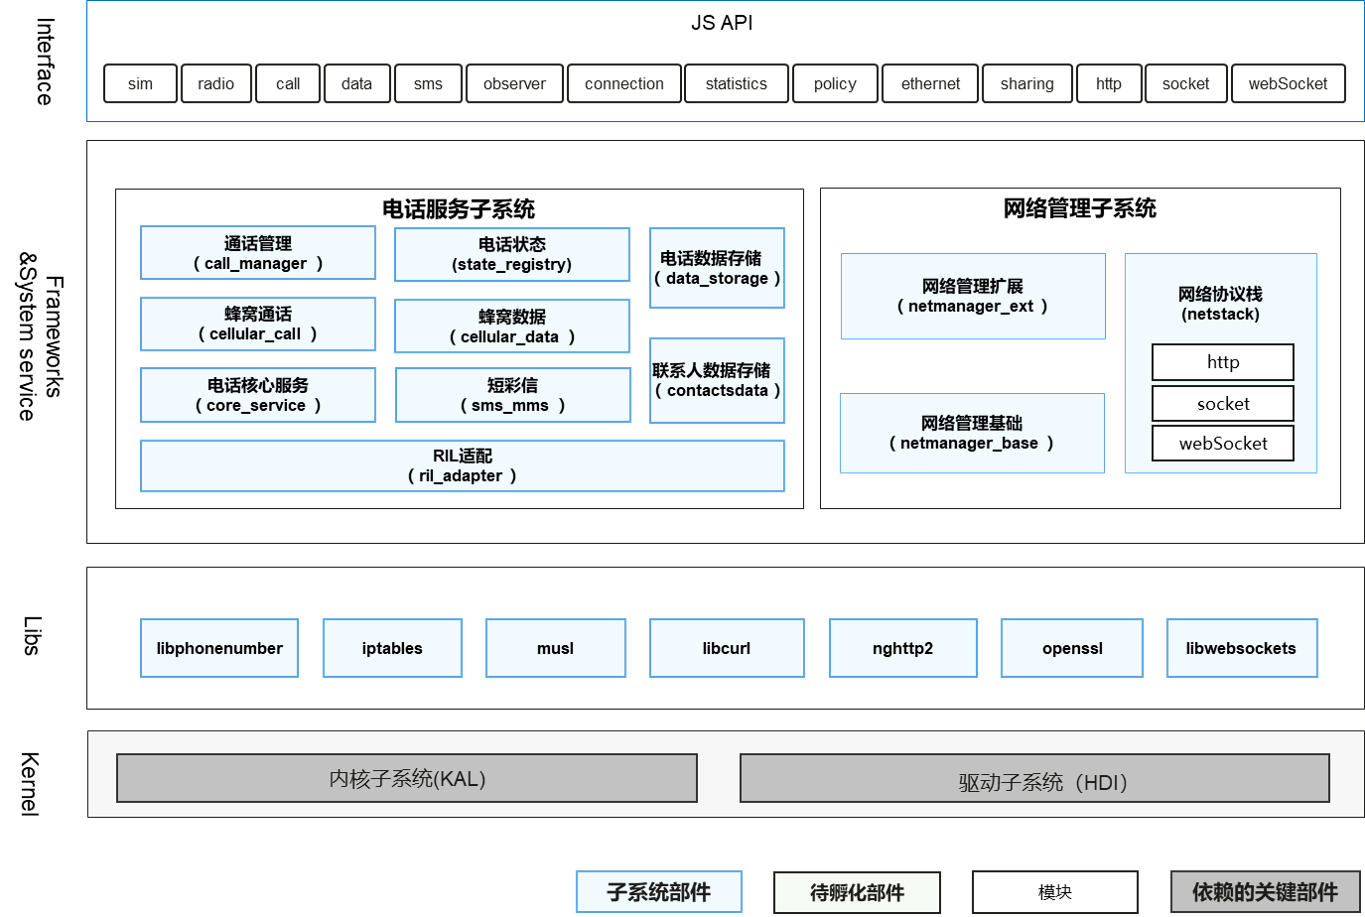 Interface
JS API
sim
radio
call
data
sms
observer
connection
statistics
policy
ethernet
sharing
http
socket
webSocket
Frameworks
&System service
电话服务子系统
通话管理
（ call_manager ）
电话状态
(state_registry)
电话数据存储
（ data_storage ）
蜂窝通话
（ cellular_call ）
蜂窝数据
（ cellular_data ）
联系人数据存储
（ contactsdata ）
电话核心服务
（ core_service ）
短彩信
（ sms_mms ）
RIL适配
（ ril_adapter ）
网络管理子系统
网络管理扩展
（ netmanager_ext ）
网络管理基础
（ netmanager_base ）
网络协议栈
(netstack)
http
socket
webSocket
Libs
libphonenumber
iptables
musl
libcurl
nghttp2
openssl
libwebsockets
Kernel
内核子系统(KAL)
驱动子系统（HDI）
子系统部件
待孵化部件
模块
依赖的关键部件